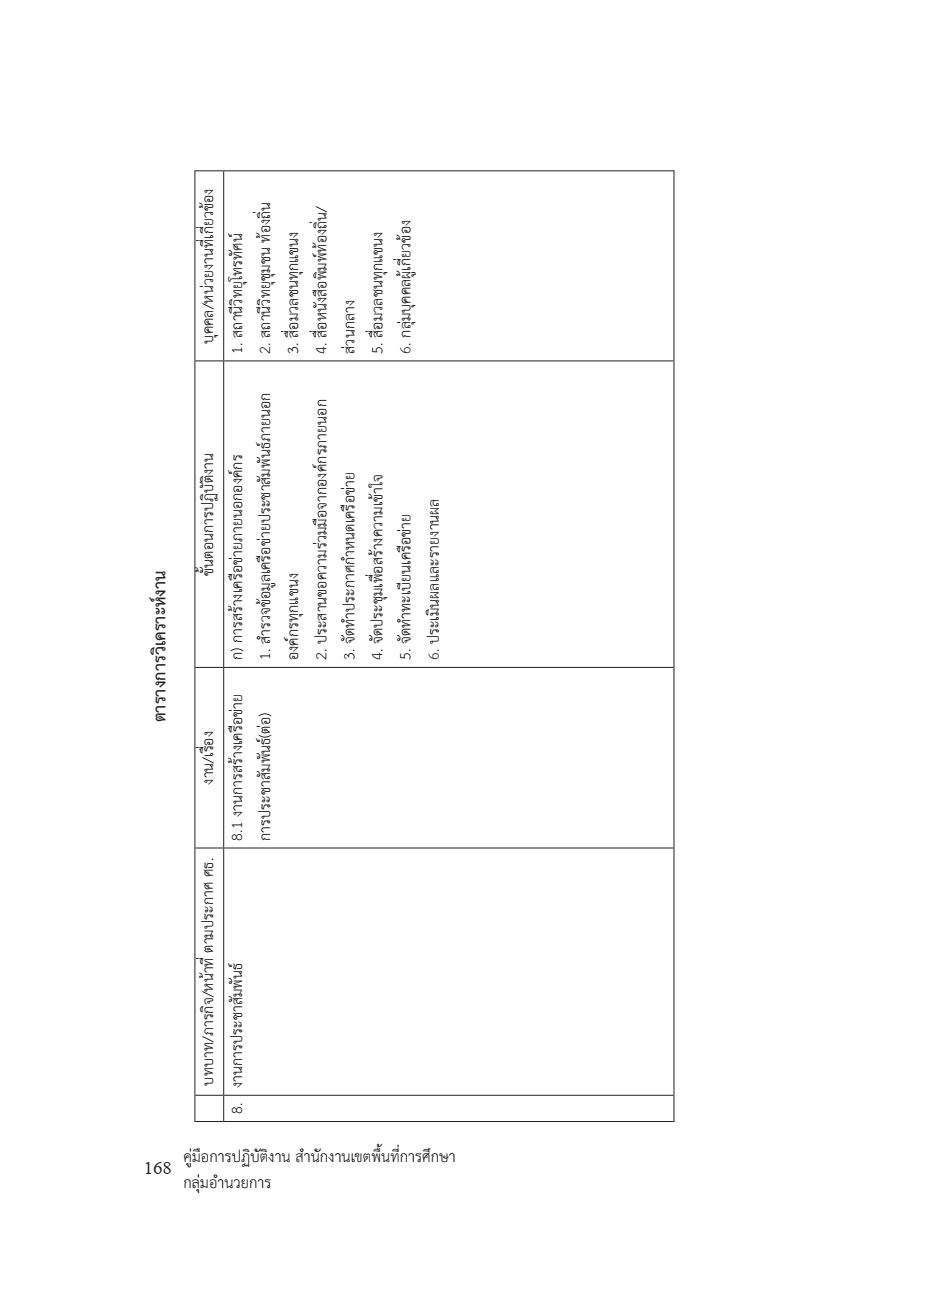 ตารางการวิเคราะห์งาน
บทบาท/ภารกิจ/หน้าที่ ตามประกาศ ศธ.
งาน/เรื่อง
ขั้นตอนการปฏิบัติงาน
บุคคล/หน่วยงานที่เกี่ยวข้อง
8.
งานการประชาสัมพันธ์
8.1 งานการสร้างเครือข่าย
การประชาสัมพันธ์(ต่อ)
ก) การสร้างเครือข่ายภายนอกองค์กร
1. สำรวจข้อมูลเครือข่ายประชาสัมพันธ์ภายนอก
องค์กรทุกแขนง
2. ประสานขอความร่วมมือจากองค์กรภายนอก
3. จัดทำประกาศกำหนดเครือข่าย
4. จัดประชุมเพื่อสร้างความเข้าใจ
5. จัดทำทะเบียนเครือข่าย
6. ประเมินผลและรายงานผล
1. สถานีวิทยุโทรทัศน์
2. สถานีวิทยุชุมชน ท้องถิ่น
3. สื่อมวลชนทุกแขนง
4. สื่อหนังสือพิมพ์ท้องถิ่น/
ส่วนกลาง
5. สื่อมวลชนทุกแขนง
6. กลุ่มบุคคลผู้เกี่ยวข้อง
168
คู่มือการปฏิบัติงาน สำนักงานเขตพื้นที่การศึกษา
กลุ่มอำนวยการ